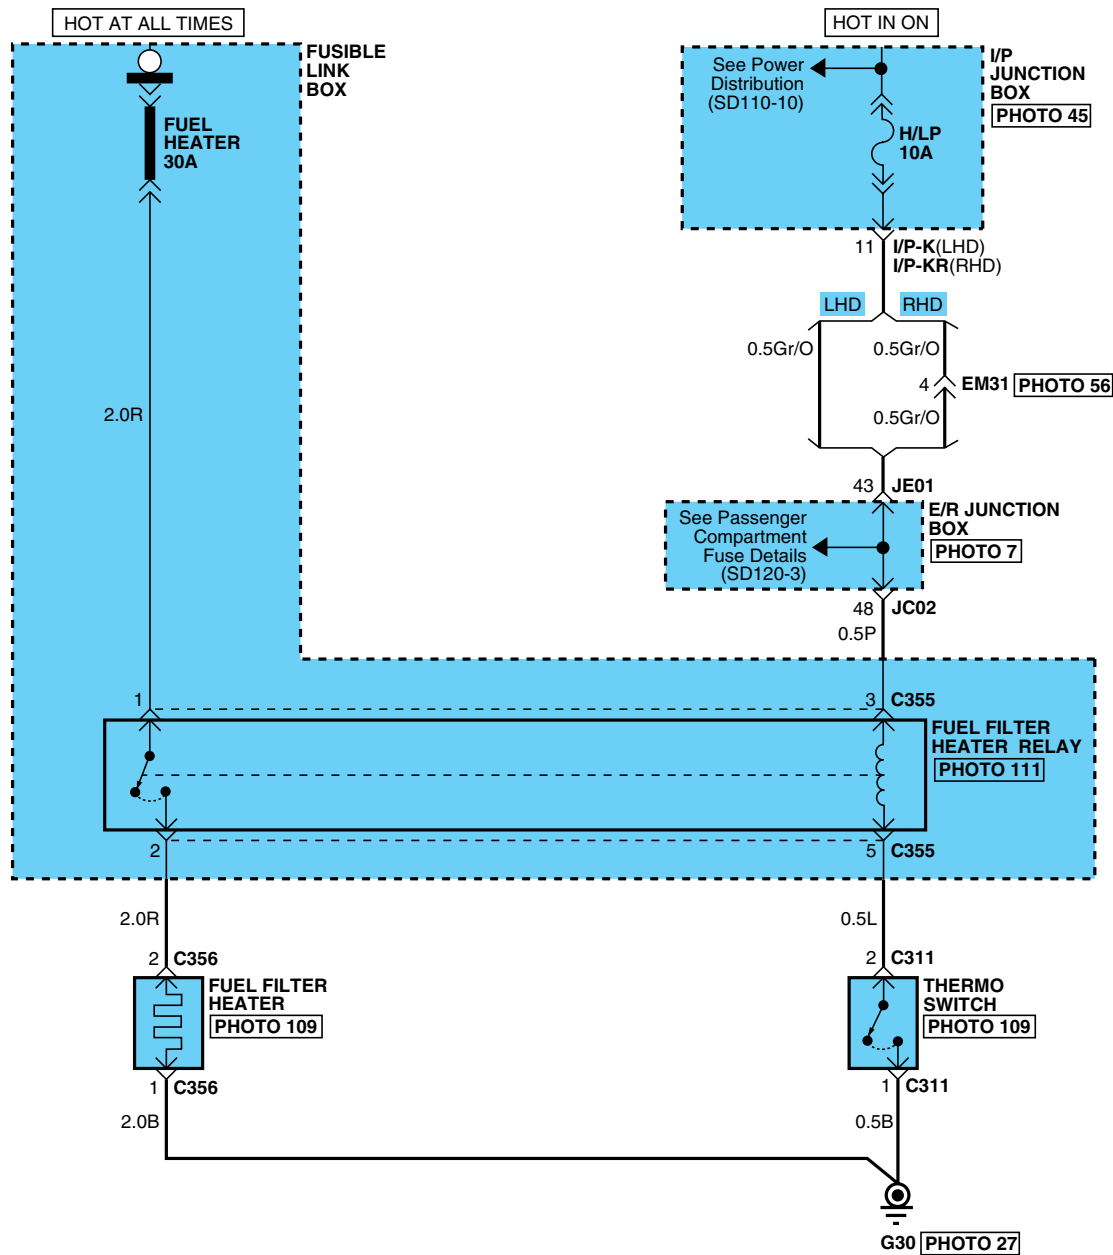 HOT AT ALL TIMES
HOT IN ON
FUSIBLE
LINK
BOX
FUEL
HEATER
30A
See Power
Distribution
(SD110-10)
I/P
JUNCTION
BOX
PHOTO 45
H/LP
10A
11
I/P-K(LHD)
I/P-KR(RHD)
LHD
RHD
0.5Gr/O
0.5Gr/O
4
EM31
PHOTO 56
2.0R
0.5Gr/O
43
JE01
See Passenger
Compartment
Fuse Details
(SD120-3)
E/R JUNCTION
BOX
PHOTO 7
48
JC02
0.5P
1
3
C355
FUEL FILTER
HEATER RELAY
PHOTO 111
2
5
C355
2.0R
0.5L
2
C356
2
C311
FUEL FILTER
HEATER
PHOTO 109
THERMO
SWITCH
PHOTO 109
1
C356
1
C311
2.0B
0.5B
G30
PHOTO 27